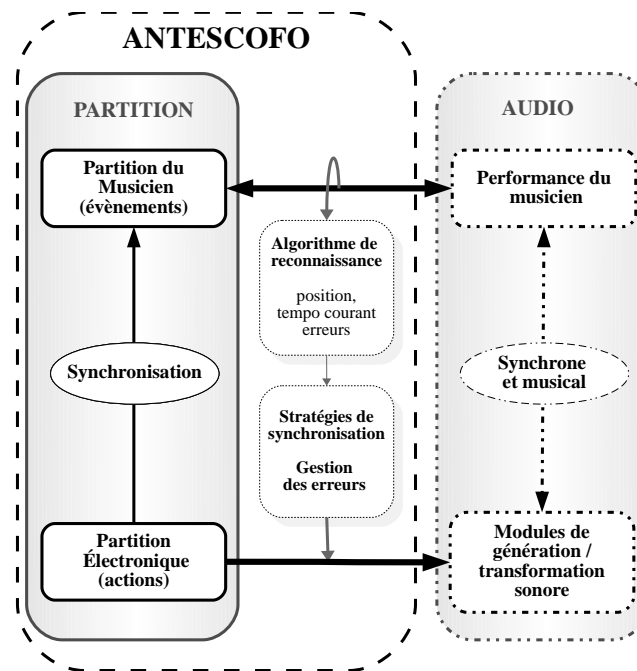 ANTESCOFO
PARTITION
AUDIO
Partition du
Musicien
(évènements)
Performance du
musicien
Algorithme de
reconnaissance
position,
tempo courant
erreurs
Synchronisation
Synchrone
et musical
Stratégies de
synchronisation
Gestion
des erreurs
Partition
Électronique
(actions)
Modules de
génération /
transformation
sonore